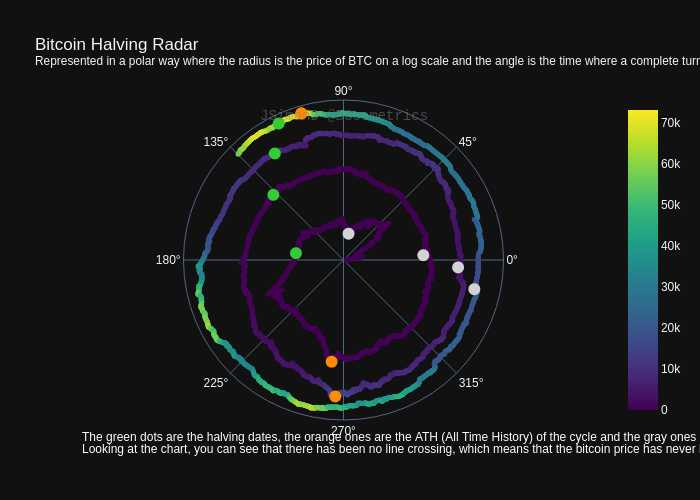 Bitcoin Halving Radar
Represented in a polar way where the radius is the price of BTC on a log scale and the angle is the time where a complete turn
90°
135°
45°
180°
0°
225°
315°
270°
70k
60k
50k
40k
30k
20k
10k
0
The green dots are the halving dates, the orange ones are the ATH (All Time History) of the cycle and the gray ones
Looking at the chart, you can see that there has been no line crossing, which means that the bitcoin price has never